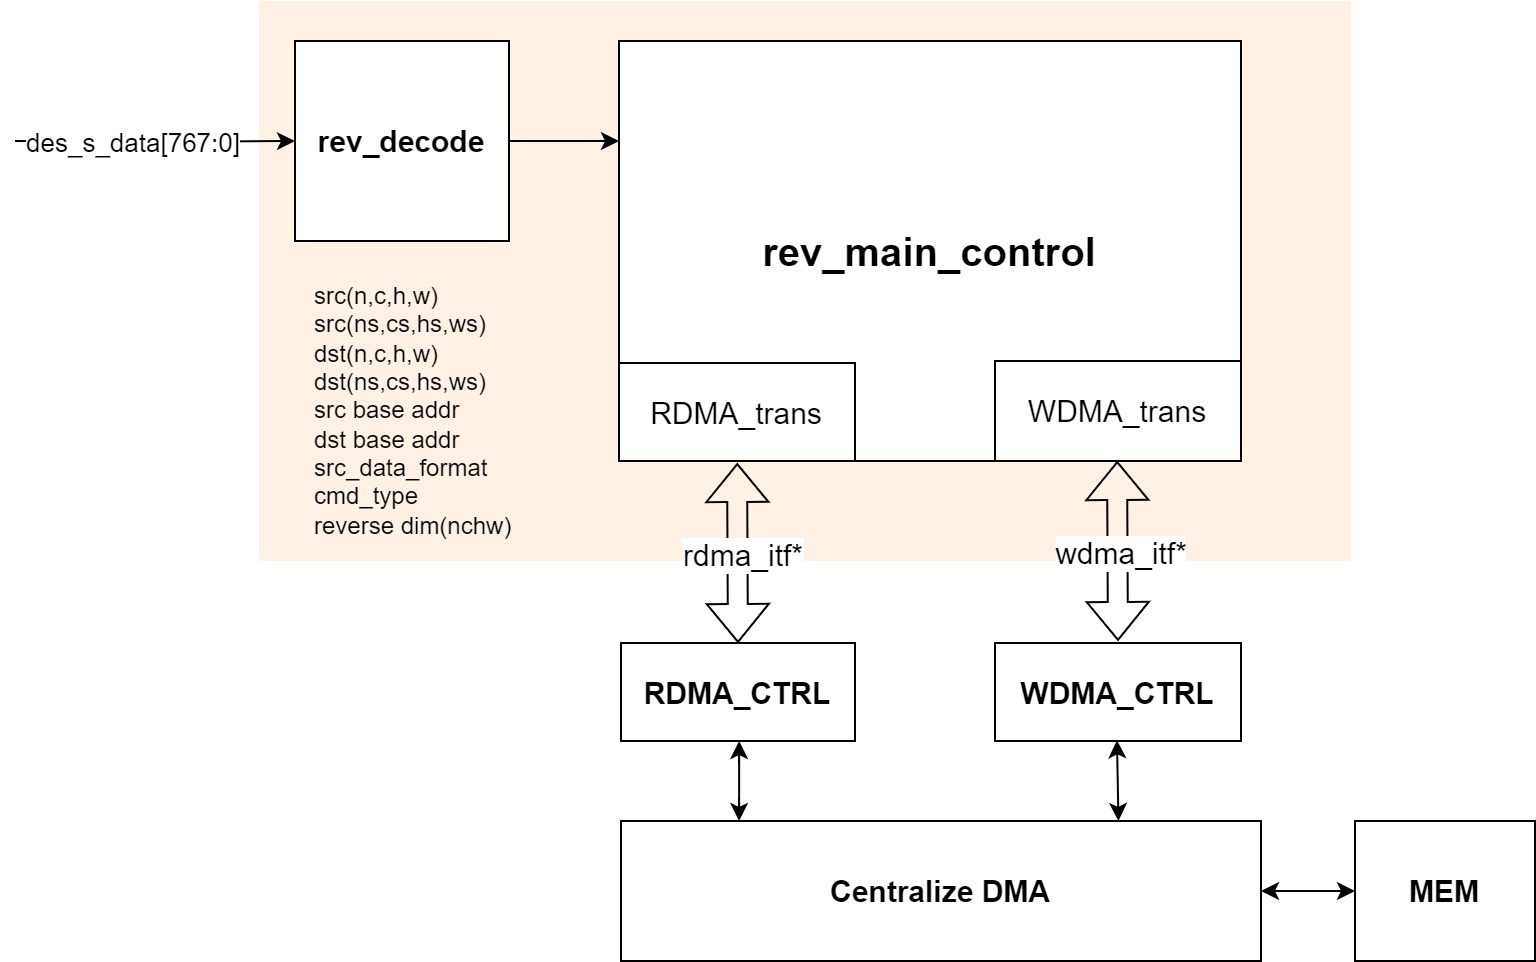 des_s_data[767:0]
rev_decode
rev_main_control
src(n,c,h,w)
src(ns,cs,hs,ws)
dst(n,c,h,w)
dst(ns,cs,hs,ws)
src base addr
dst base addr
src_data_format
cmd_type
reverse dim(nchw)
RDMA_trans
WDMA_trans
rdma_itf*
wdma_itf*
RDMA_CTRL
WDMA_CTRL
Centralize DMA
MEM